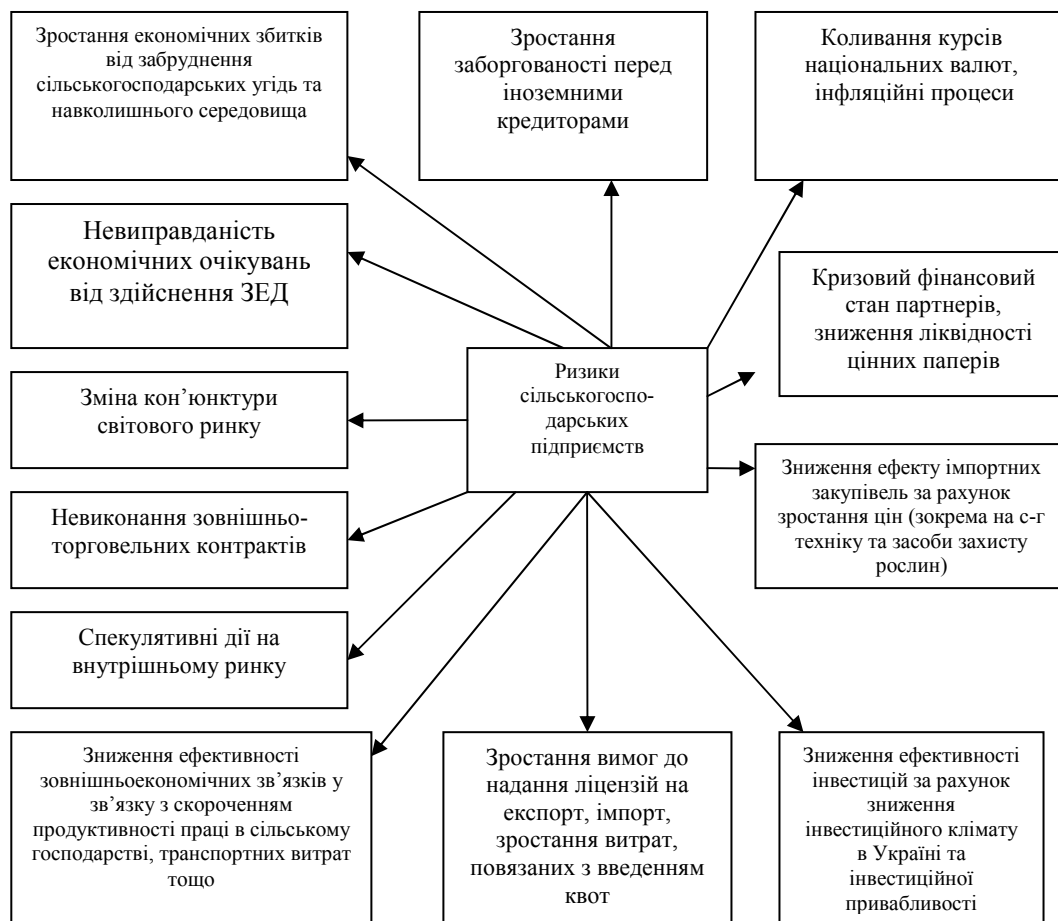 Зростання економічних збитків
від забруднення
сільськогосподарських угідь та
навколишнього середовища
Зростання
заборгованості перед
іноземними
кредиторами
Коливання курсів
національних валют,
інфляційні процеси
Невиправданість
економічних очікувань
від здійснення ЗЕД
Кризовий фінансовий
стан партнерів,
зниження ліквідності
цінних паперів
Ризики
сільськогоспо-
дарських
підприємств
Зміна кон’юнктури
світового ринку
Зниження ефекту імпортних
закупівель за рахунок
зростання цін (зокрема на с-г
техніку та засоби захисту
рослин)
Невиконання зовнішньо-
торговельних контрактів
Спекулятивні дії на
внутрішньому ринку
Зниження ефективності
зовнішньоекономічних зв’язків у
зв’язку з скороченням
продуктивності праці в сільському
господарстві, транспортних витрат
тощо
Зростання вимог до
надання ліцензій на
експорт, імпорт,
зростання витрат,
повязаних з введенням
квот
Зниження ефективності
інвестицій за рахунок
зниження
інвестиційного клімату
в Україні та
інвестиційної
привабливості